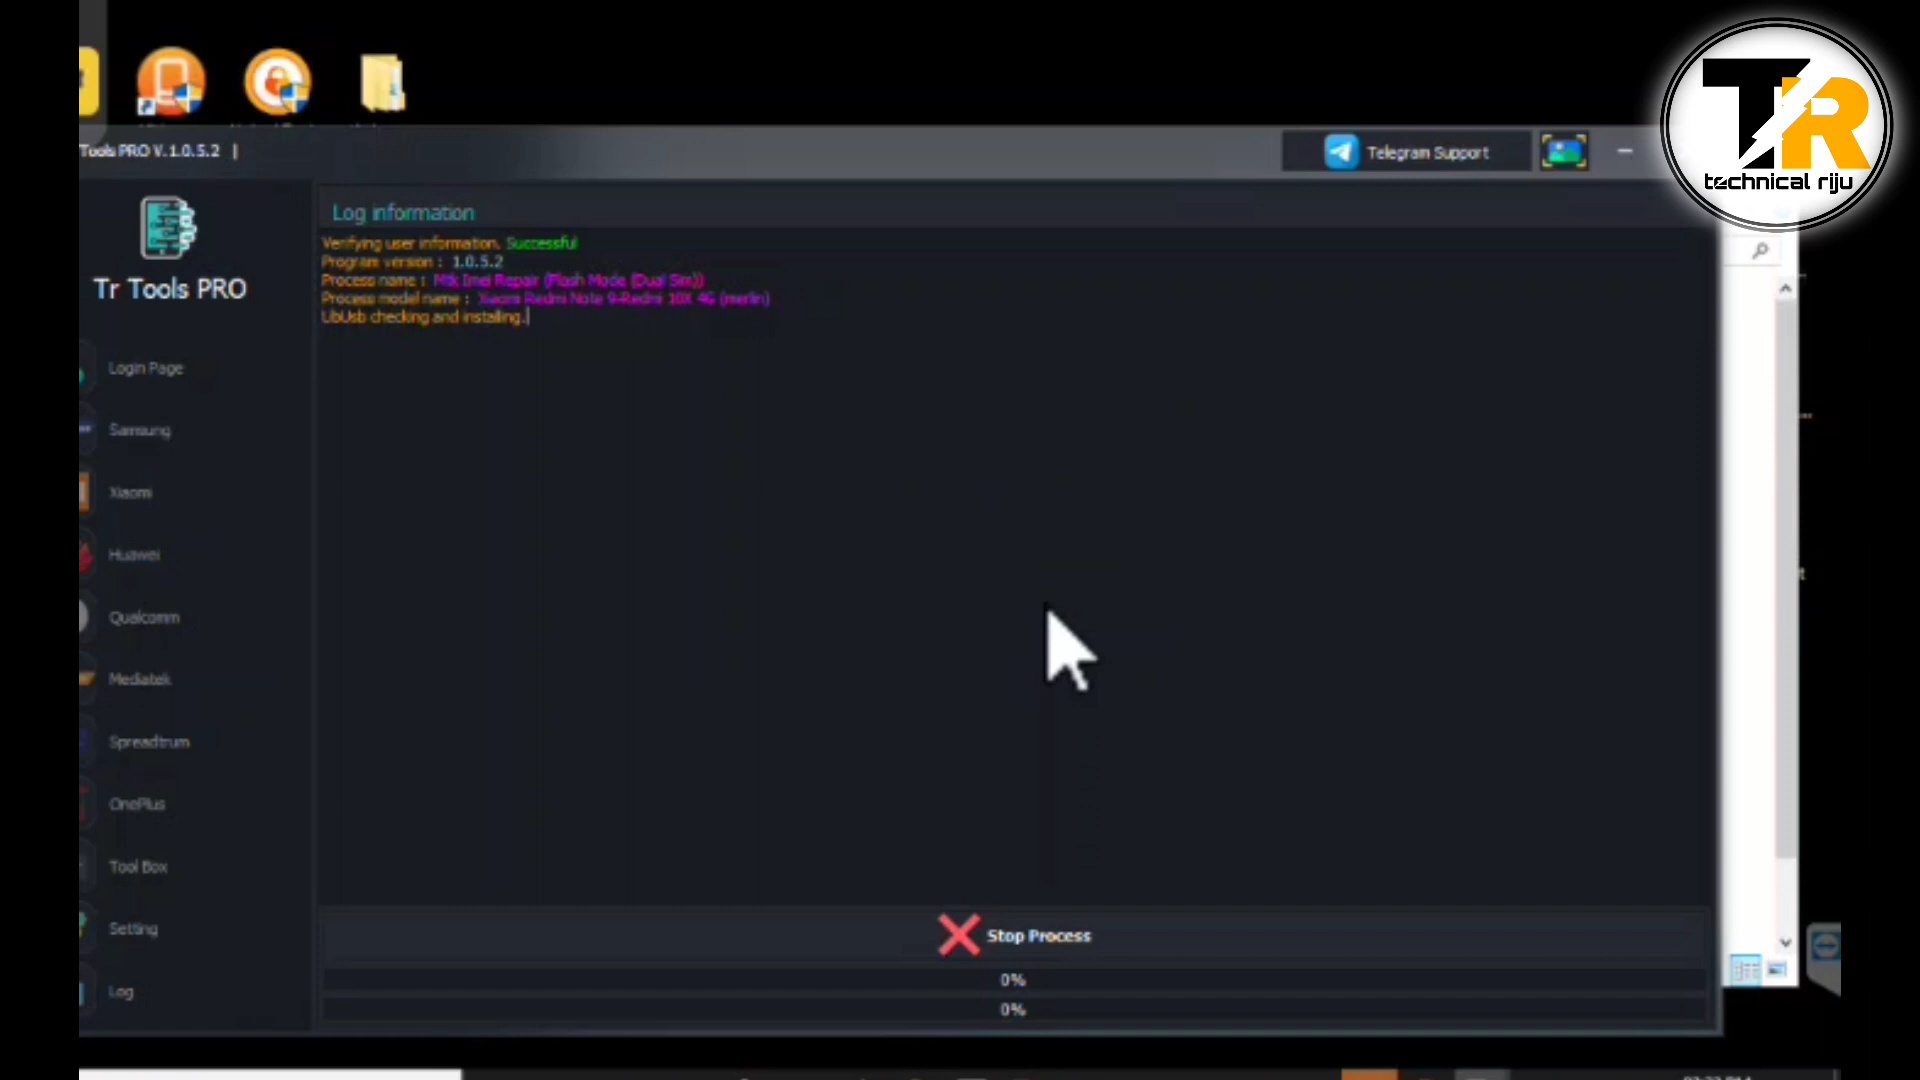 TR
technical riju
Tools PRO V.1.0.5.2 |
Telegram Support
Tr Tools PRO
Log information
Verifying user information. Successful
Program version : 1.0.5.2
Process name : Mtk Imei Repair (Flash Mode (Dual Sim))
Process model name : Xiaomi Redmi Note 9-Redmi 10X 4G (merlin)
LibUsb checking and installing.
Login Page
Samsung
Xiaomi
Huawei
Qualcomm
Mediatek
Spreadtrum
OnePlus
Tool Box
Setting
Log
Stop Process
0%
0%